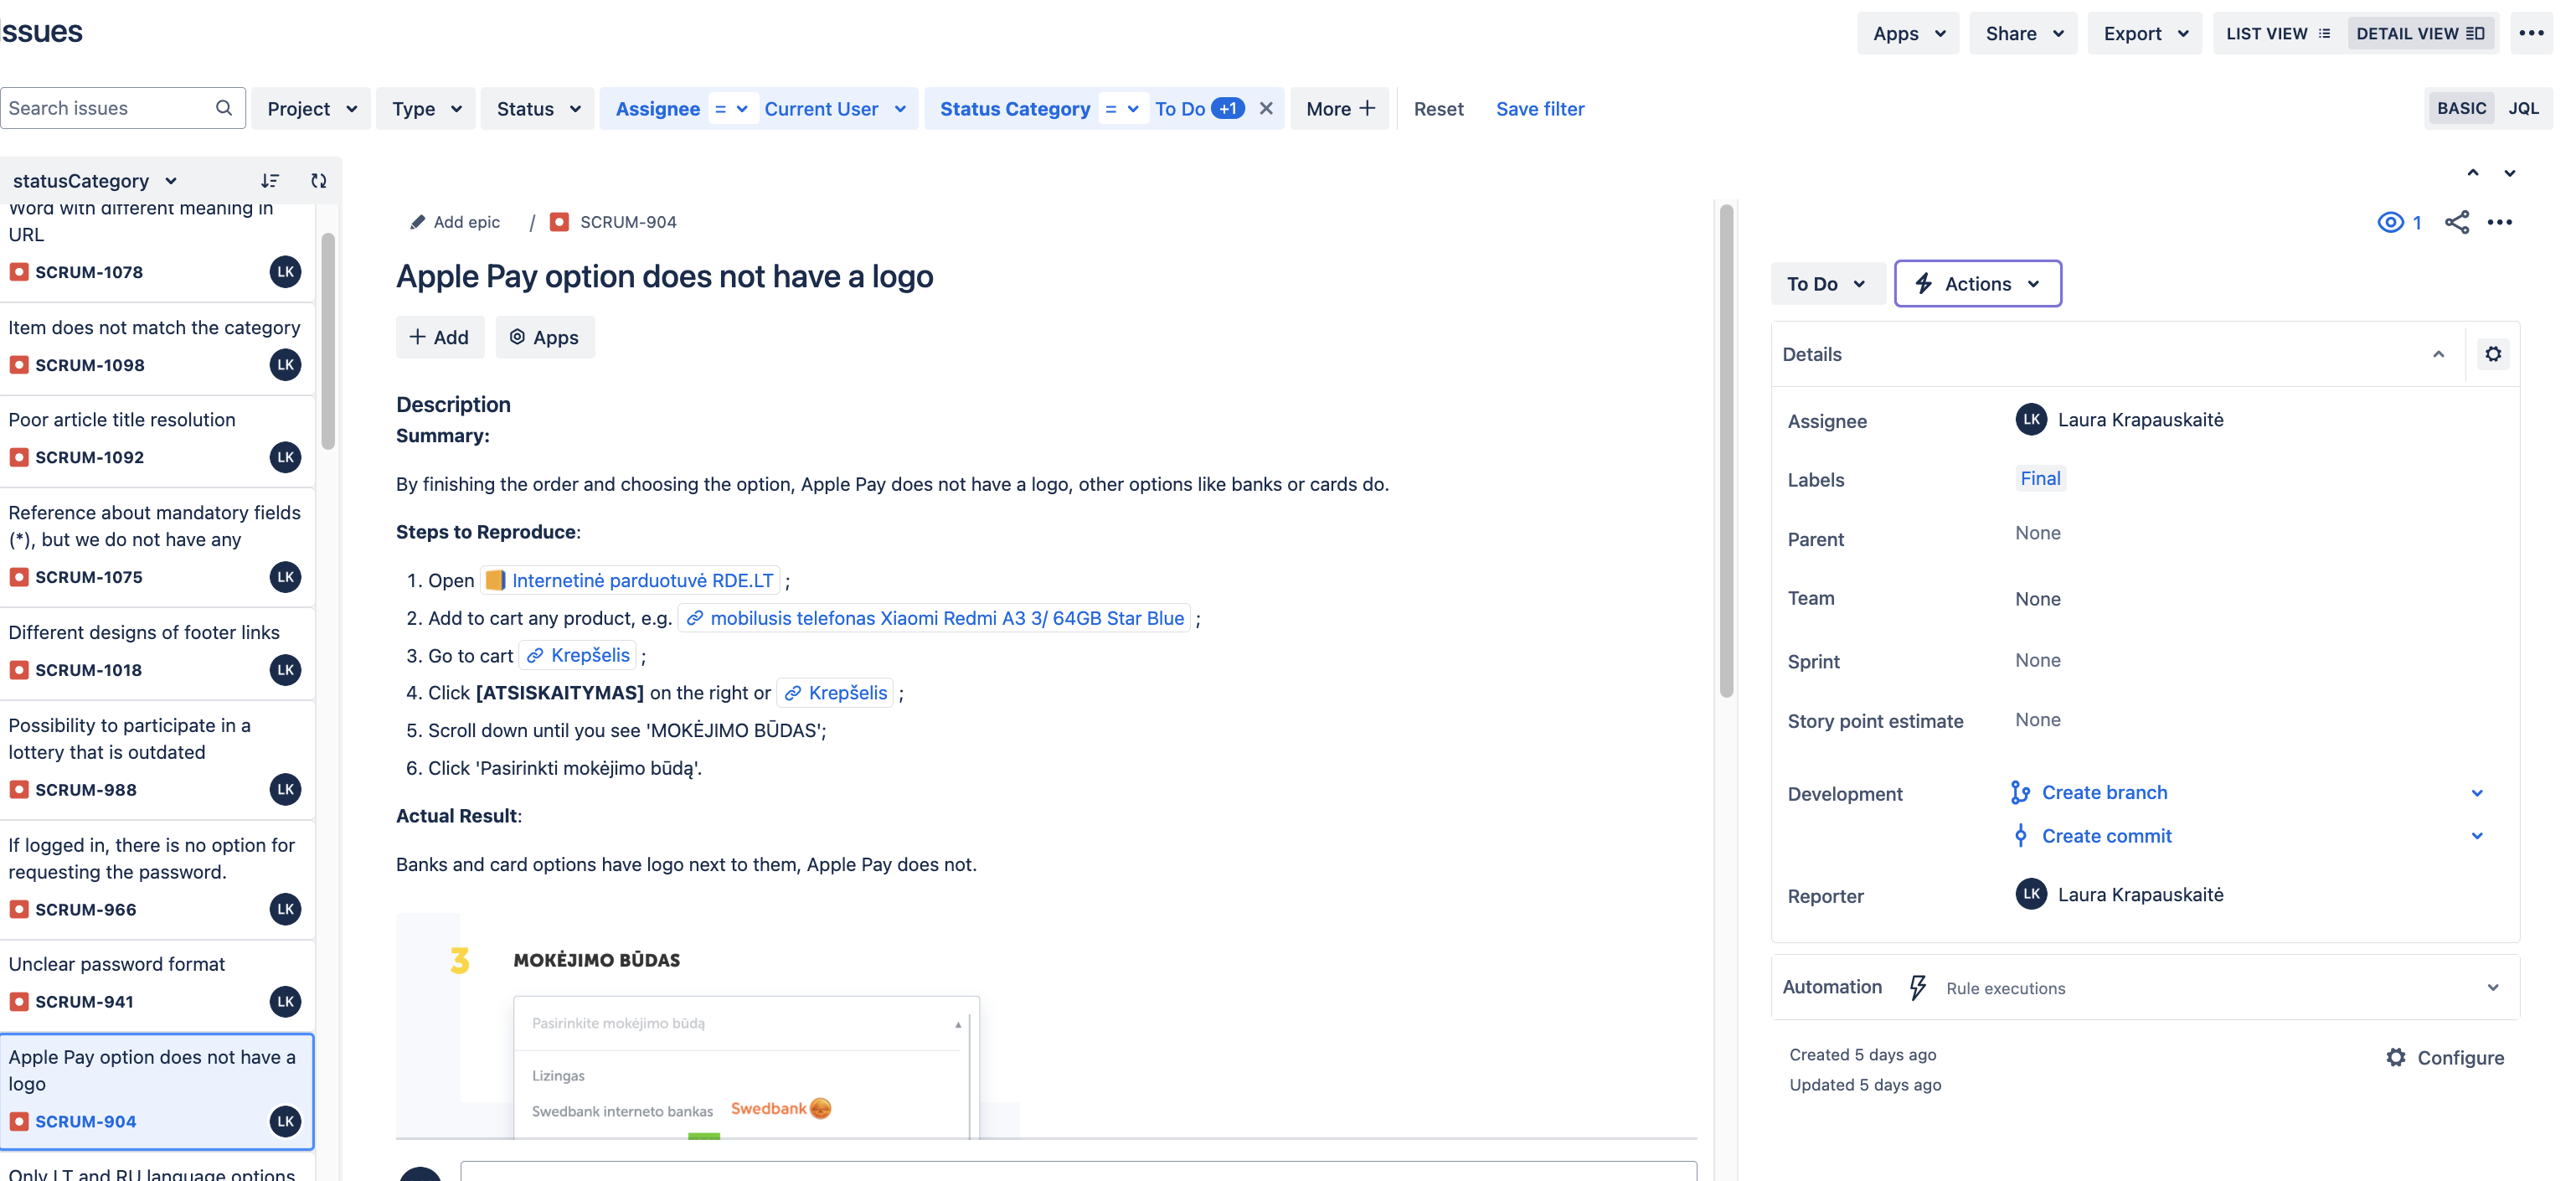 Issues
Apps
Share
Export
LIST VIEW
DETAIL VIEW
Search issues
Project
Type
Status
Assignee = Current User
Status Category = To Do +1
More
Reset
Save filter
BASIC
JQL
statusCategory
Word with different meaning in
URL
SCRUM-1078
LK
Item does not match the category
SCRUM-1098
LK
Poor article title resolution
SCRUM-1092
LK
Reference about mandatory fields
(*), but we do not have any
SCRUM-1075
LK
Different designs of footer links
SCRUM-1018
LK
Possibility to participate in a
lottery that is outdated
SCRUM-988
LK
If logged in, there is no option for
requesting the password.
SCRUM-966
LK
Unclear password format
SCRUM-941
LK
Apple Pay option does not have a
logo
SCRUM-904
LK
Only LT and RU language options
Add epic / SCRUM-904
Apple Pay option does not have a logo
Add
Apps
Description
Summary:
By finishing the order and choosing the option, Apple Pay does not have a logo, other options like banks or cards do.
Steps to Reproduce:
1. Open Internetinė parduotuvė RDE.LT ;
2. Add to cart any product, e.g. mobilusis telefonas Xiaomi Redmi A3 3/ 64GB Star Blue ;
3. Go to cart Krepšelis ;
4. Click [ATSISKAITYMAS] on the right or Krepšelis ;
5. Scroll down until you see 'MOKĖJIMO BŪDAS';
6. Click 'Pasirinkti mokėjimo būdą'.
Actual Result:
Banks and card options have logo next to them, Apple Pay does not.
3 MOKĖJIMO BŪDAS
Pasirinkite mokėjimo būdą
Lizingas
Swedbank interneto bankas Swedbank
1
To Do
Actions
Details
Assignee LK Laura Krapauskaitė
Labels Final
Parent None
Team None
Sprint None
Story point estimate None
Development Create branch
Create commit
Reporter LK Laura Krapauskaitė
Automation Rule executions
Created 5 days ago
Updated 5 days ago
Configure